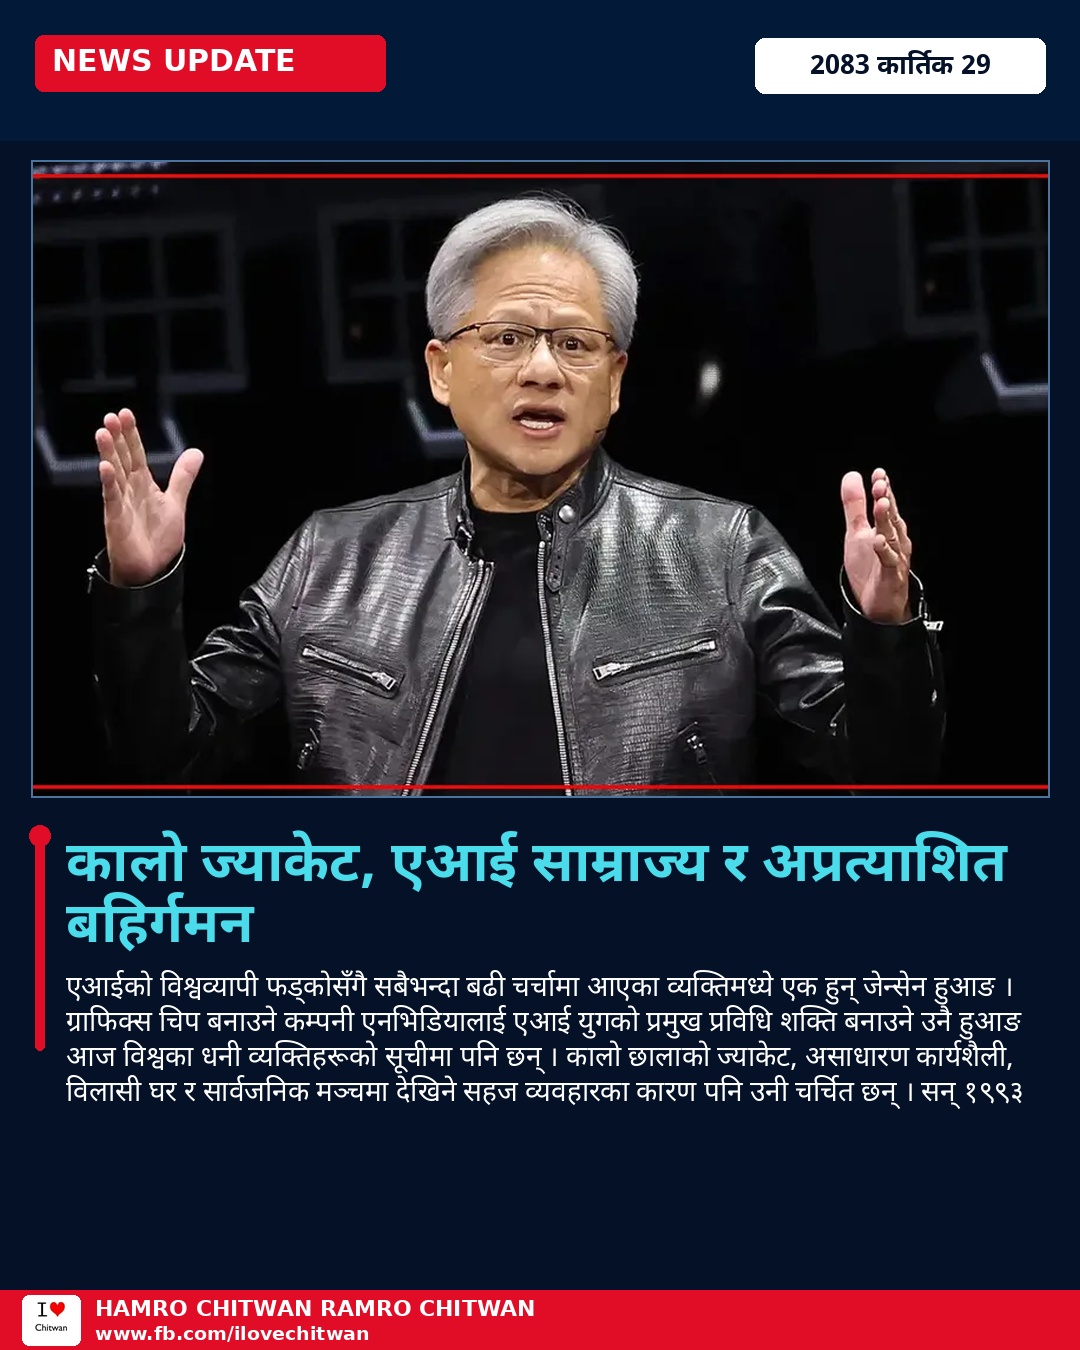 NEWS UPDATE
2083 कार्तिक 29
कालो ज्याकेट, एआई साम्राज्य र अप्रत्याशित
बहिर्गमन
एआईको विश्वव्यापी फड्कोसँगै सबैभन्दा बढी चर्चामा आएका व्यक्तिमध्ये एक हुन् जेन्सेन हुआङ ।
ग्राफिक्स चिप बनाउने कम्पनी एनभिडियालाई एआई युगको प्रमुख प्रविधि शक्ति बनाउने उनै हुआङ
आज विश्वका धनी व्यक्तिहरूको सूचीमा पनि छन् । कालो छालाको ज्याकेट, असाधारण कार्यशैली,
विलासी घर र सार्वजनिक मञ्चमा देखिने सहज व्यवहारका कारण पनि उनी चर्चित छन् । सन् १९९३
I❤
Chitwan
HAMRO CHITWAN RAMRO CHITWAN
www.fb.com/ilovechitwan